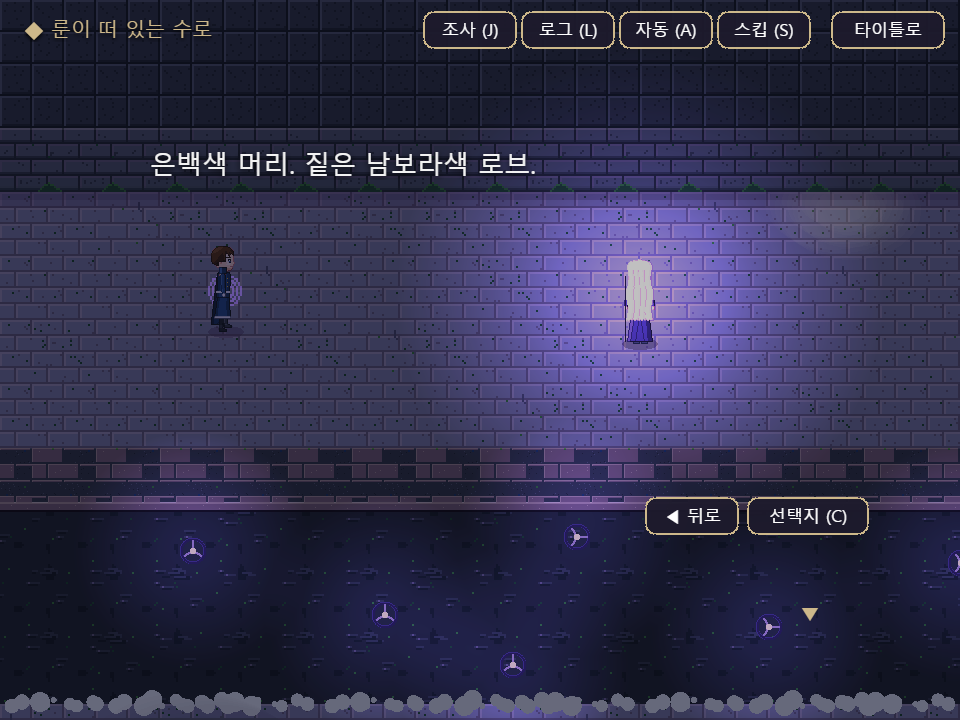 ◆ 룬이 떠 있는 수로
조사 (J)
로그 (L)
자동 (A)
스킵 (S)
타이틀로
은백색 머리. 짙은 남보라색 로브.
◀ 뒤로
선택지 (C)